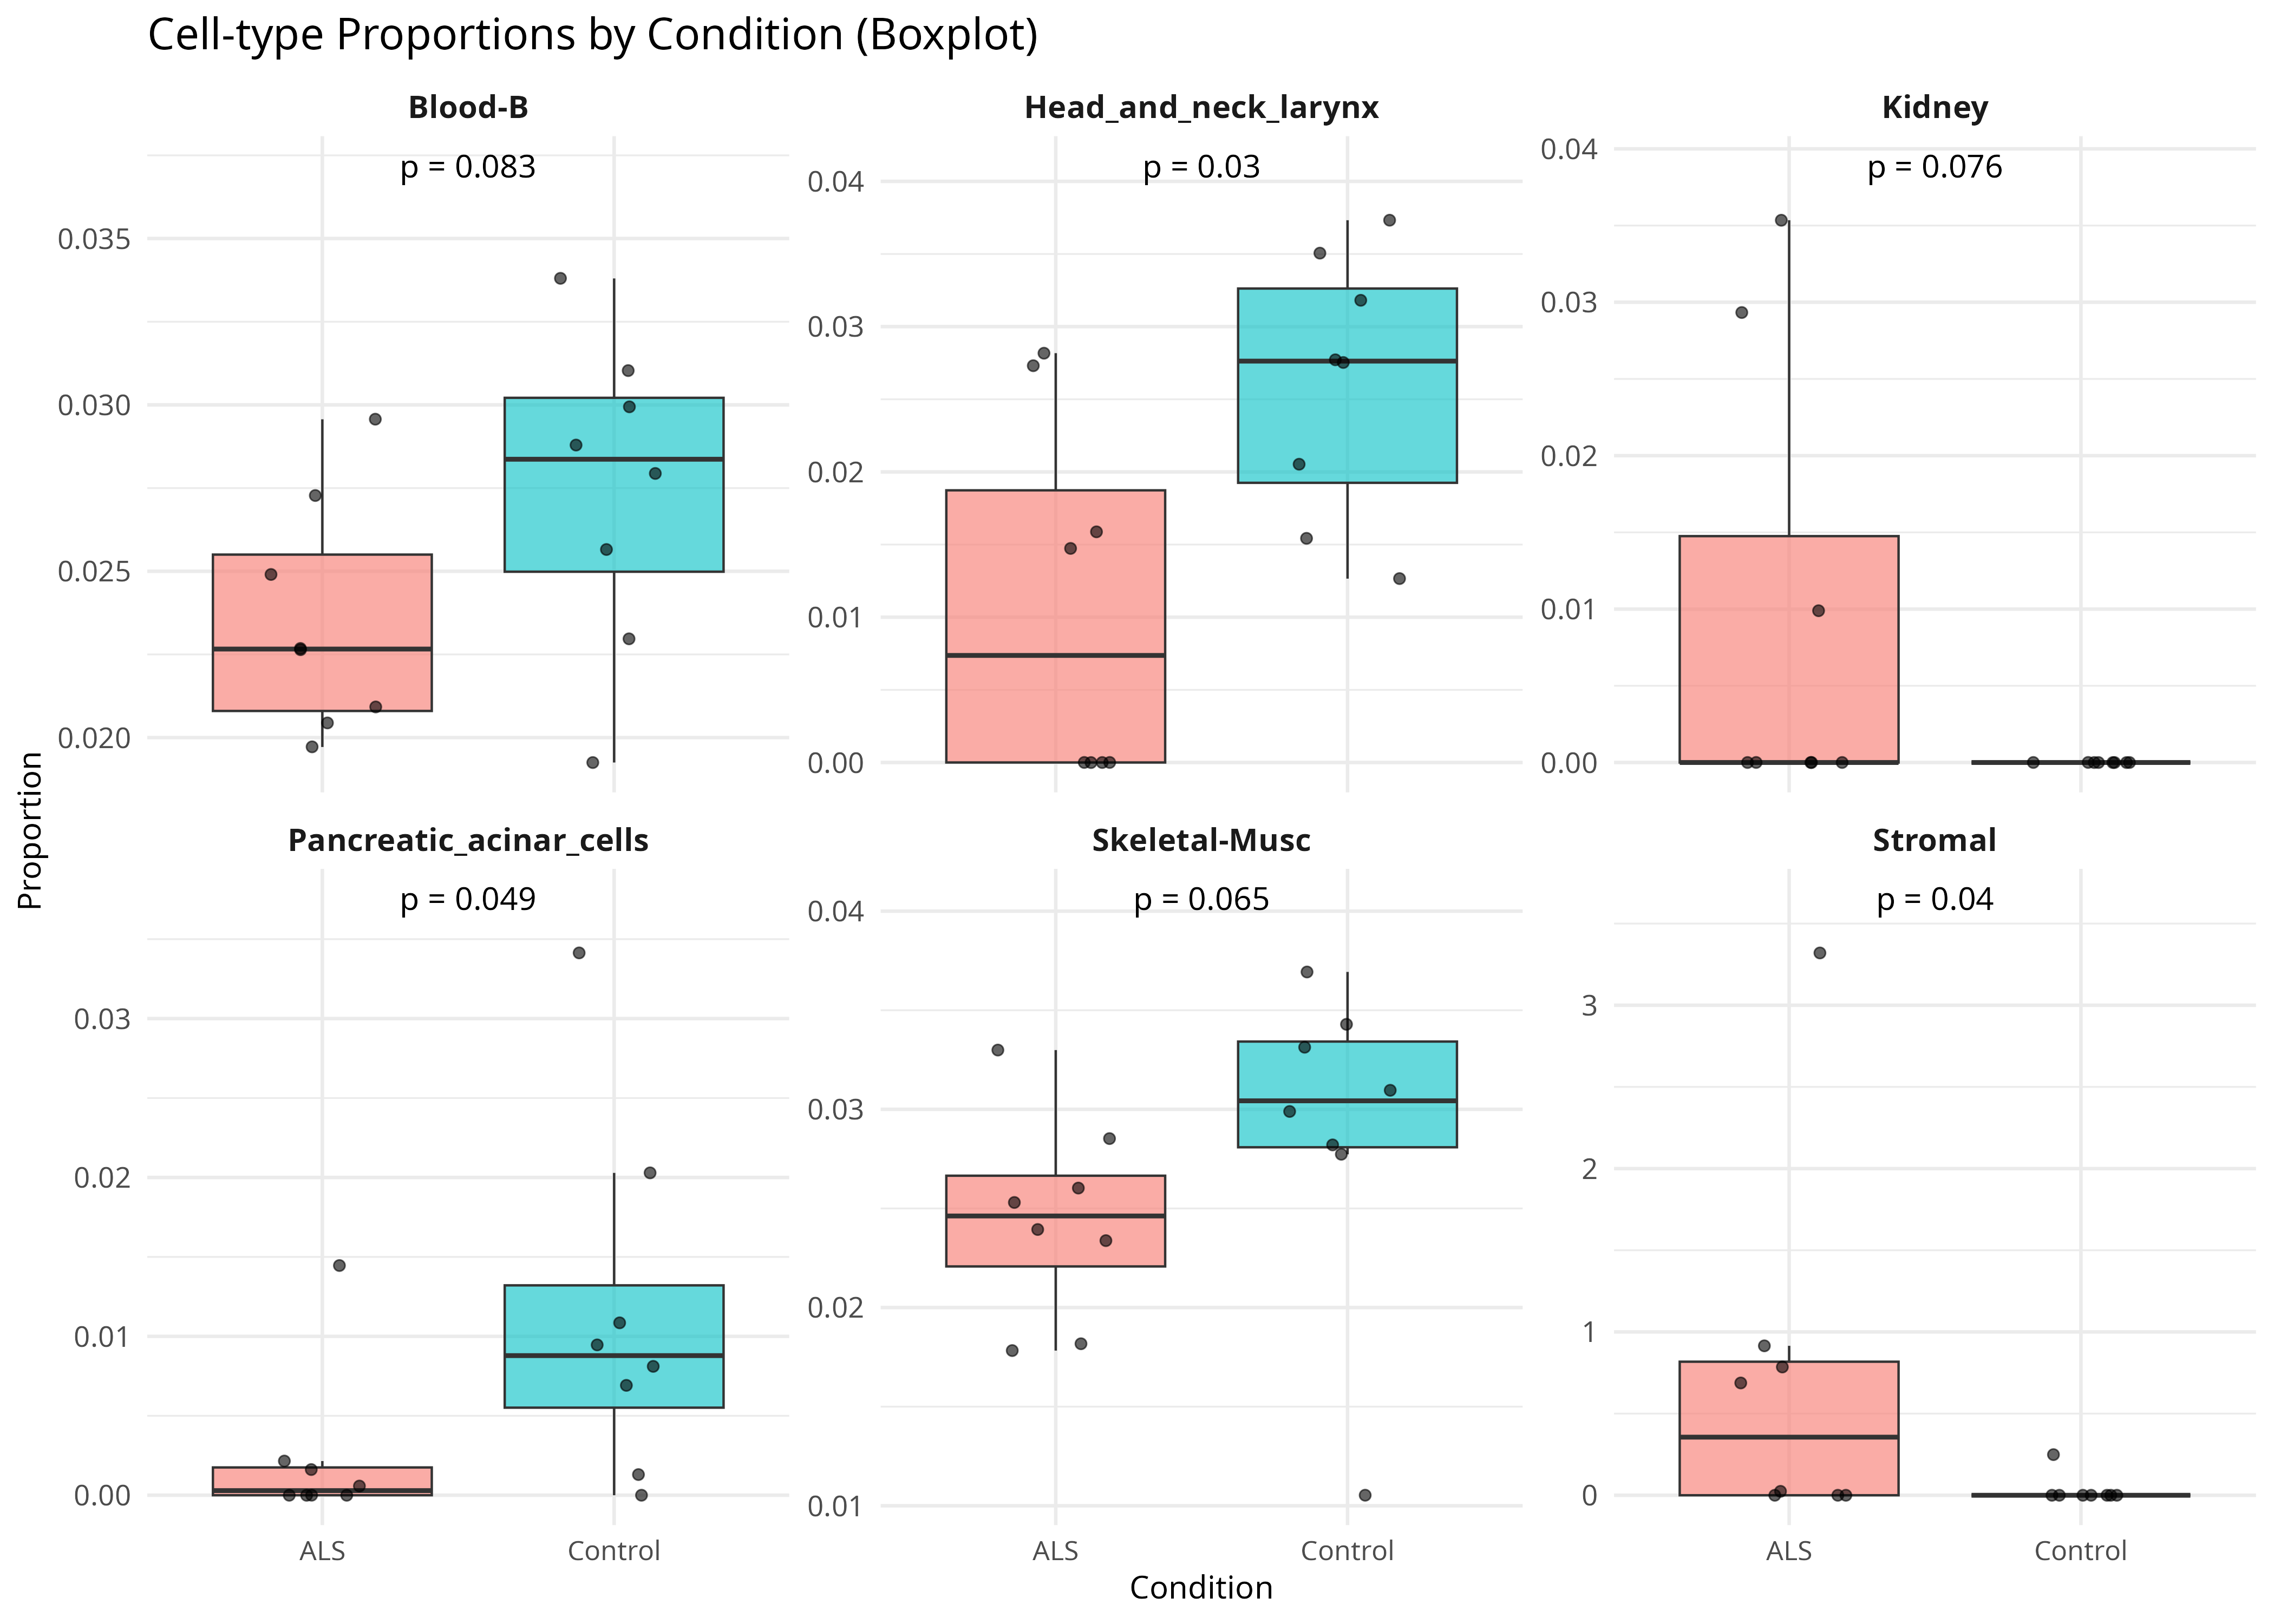 Cell-type Proportions by Condition (Boxplot)
Blood-B
Head_and_neck_larynx
Kidney
p = 0.083
p = 0.03
p = 0.076
0.035
0.030
0.025
0.020
0.04
0.03
0.02
0.01
0.00
0.04
0.03
0.02
0.01
0.00
Proportion
Pancreatic_acinar_cells
Skeletal-Musc
Stromal
p = 0.049
p = 0.065
p = 0.04
0.03
0.02
0.01
0.00
0.04
0.03
0.02
0.01
3
2
1
0
ALS
Control
ALS
Control
ALS
Control
Condition